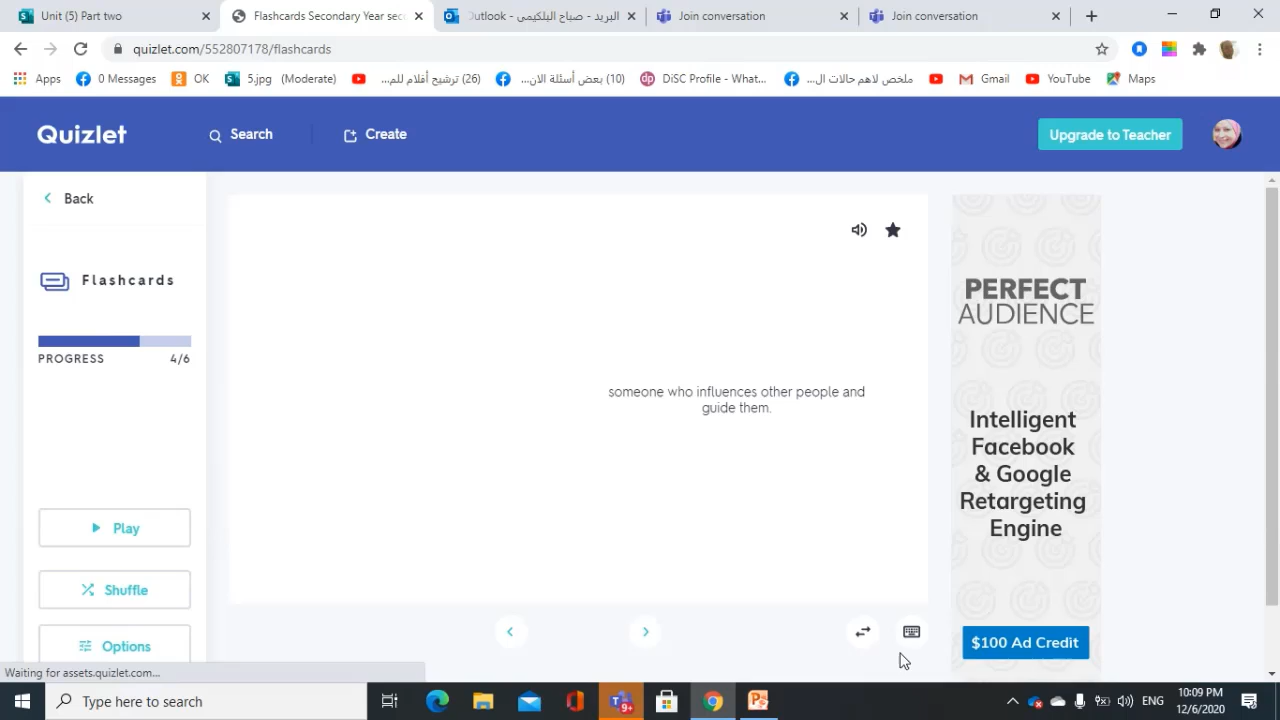 Unit (5) Part two
Flashcards Secondary Year sec
البريد - صباح البلكيمى - Outlook
Join conversation
Join conversation
quizlet.com/552807178/flashcards
Apps
0 Messages
OK
5.jpg (Moderate)
(26) ترشيح أفلام للم...
(10) بعض أسئلة الان...
DiSC Profile - What...
ملخص لاهم حالات ال...
Gmail
YouTube
Maps
Quizlet
Search
Create
Upgrade to Teacher
Back
Flashcards
PROGRESS 4/6
someone who influences other people and
guide them.
Play
Shuffle
Options
PERFECT
AUDIENCE
Intelligent
Facebook
& Google
Retargeting
Engine
$100 Ad Credit
Waiting for assets.quizlet.com...
Type here to search
9+
ENG
10:09 PM
12/6/2020